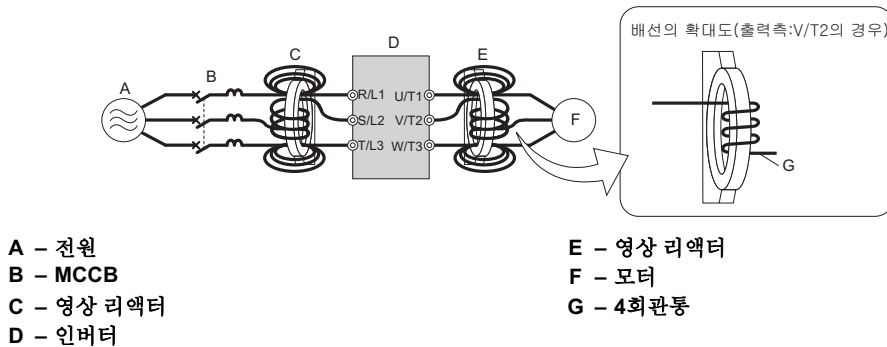 배선의 확대도(출력측:V/T2의 경우)
D
C
E
B
A
R/L1 U/T1
S/L2 V/T2
T/L3 W/T3
F
G
A – 전원
B – MCCB
C – 영상 리액터
D – 인버터
E – 영상 리액터
F – 모터
G – 4회관통